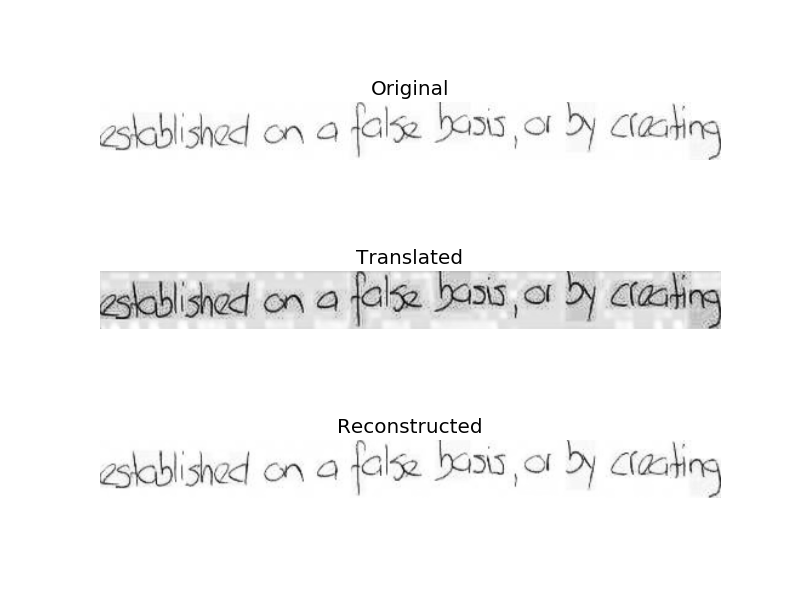 Original
established on a false basis, or by creating
Translated
established on a false basis, or by creating
Reconstructed
established on a false basis, or by creating